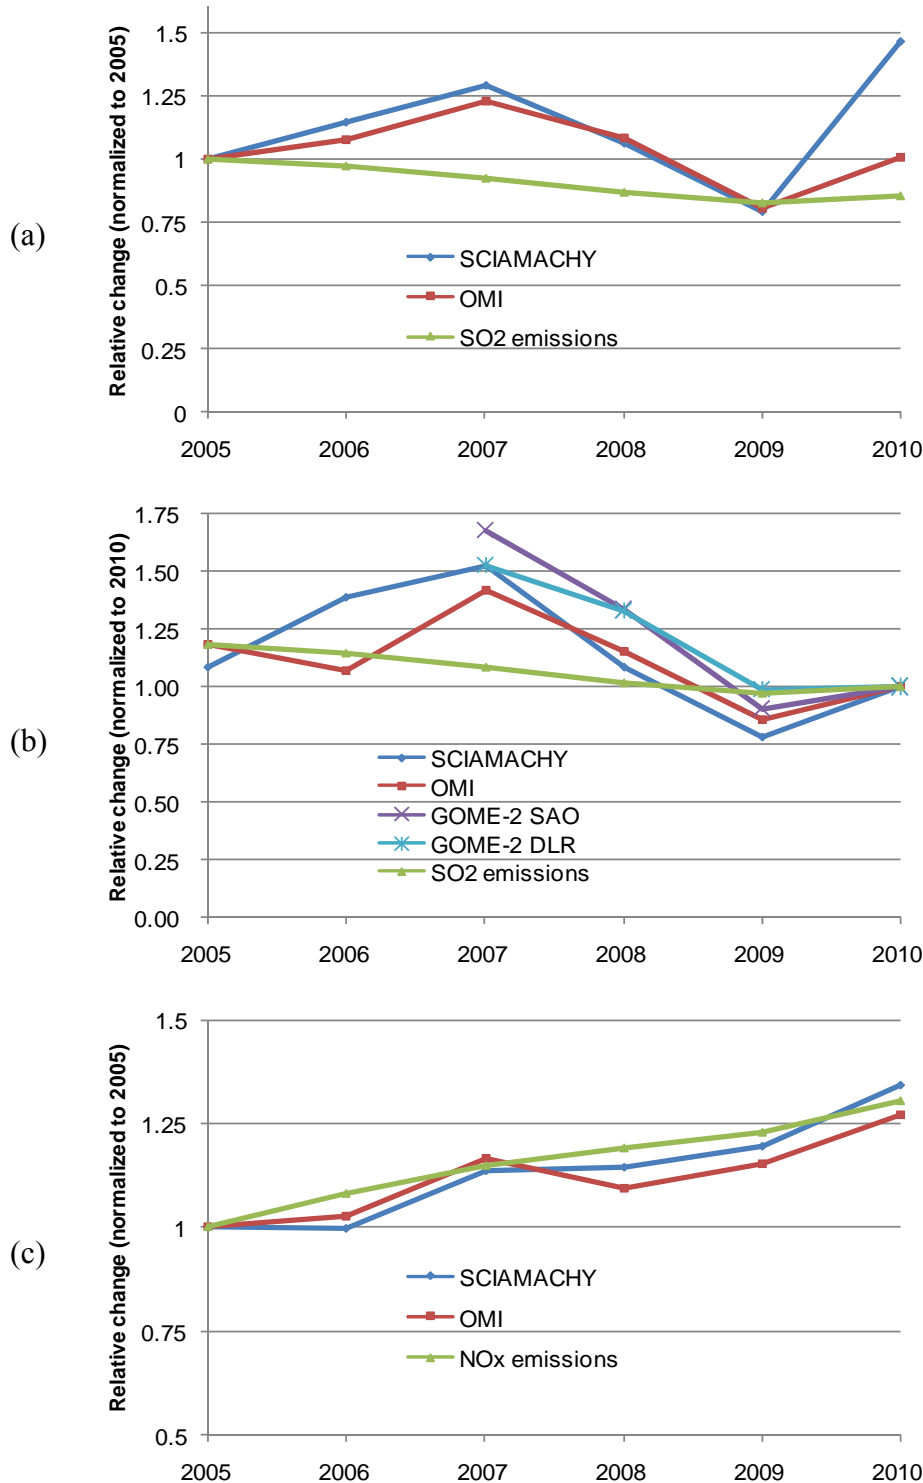 (a)
Relative change (normalized to 2005)
1.5
1.25
1
0.75
0.5
0.25
0
SCIAMACHY
OMI
SO2 emissions
2005 2006 2007 2008 2009 2010
(b)
Relative change (normalized to 2010)
1.75
1.50
1.25
1.00
0.75
0.50
0.25
0.00
SCIAMACHY
OMI
GOME-2 SAO
GOME-2 DLR
SO2 emissions
2005 2006 2007 2008 2009 2010
(c)
Relative change (normalized to 2005)
1.5
1.25
1
0.75
0.5
SCIAMACHY
OMI
NOx emissions
2005 2006 2007 2008 2009 2010